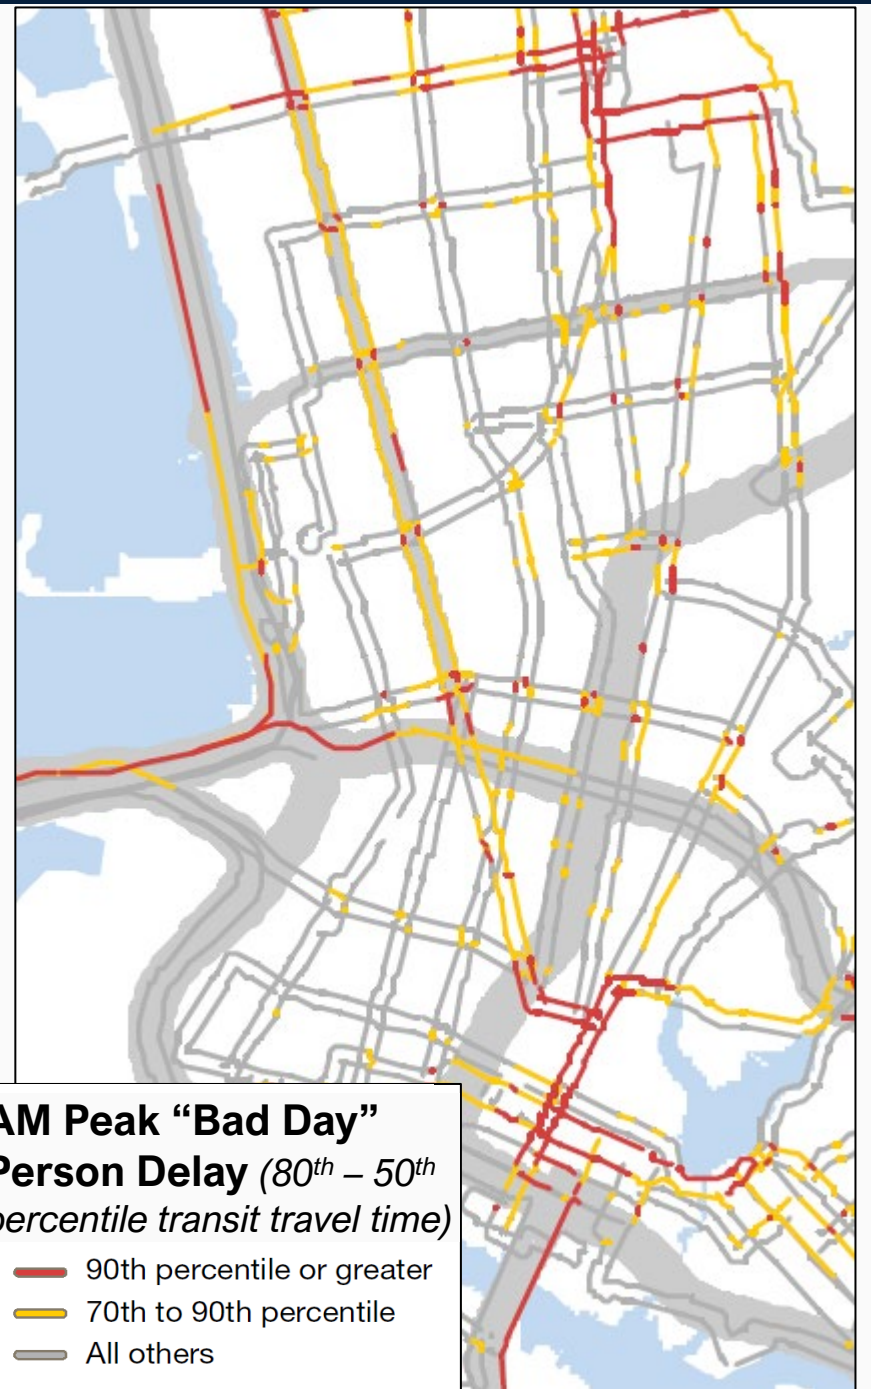 AM Peak “Bad Day”
Person Delay (80th – 50th
percentile transit travel time)
90th percentile or greater
70th to 90th percentile
All others